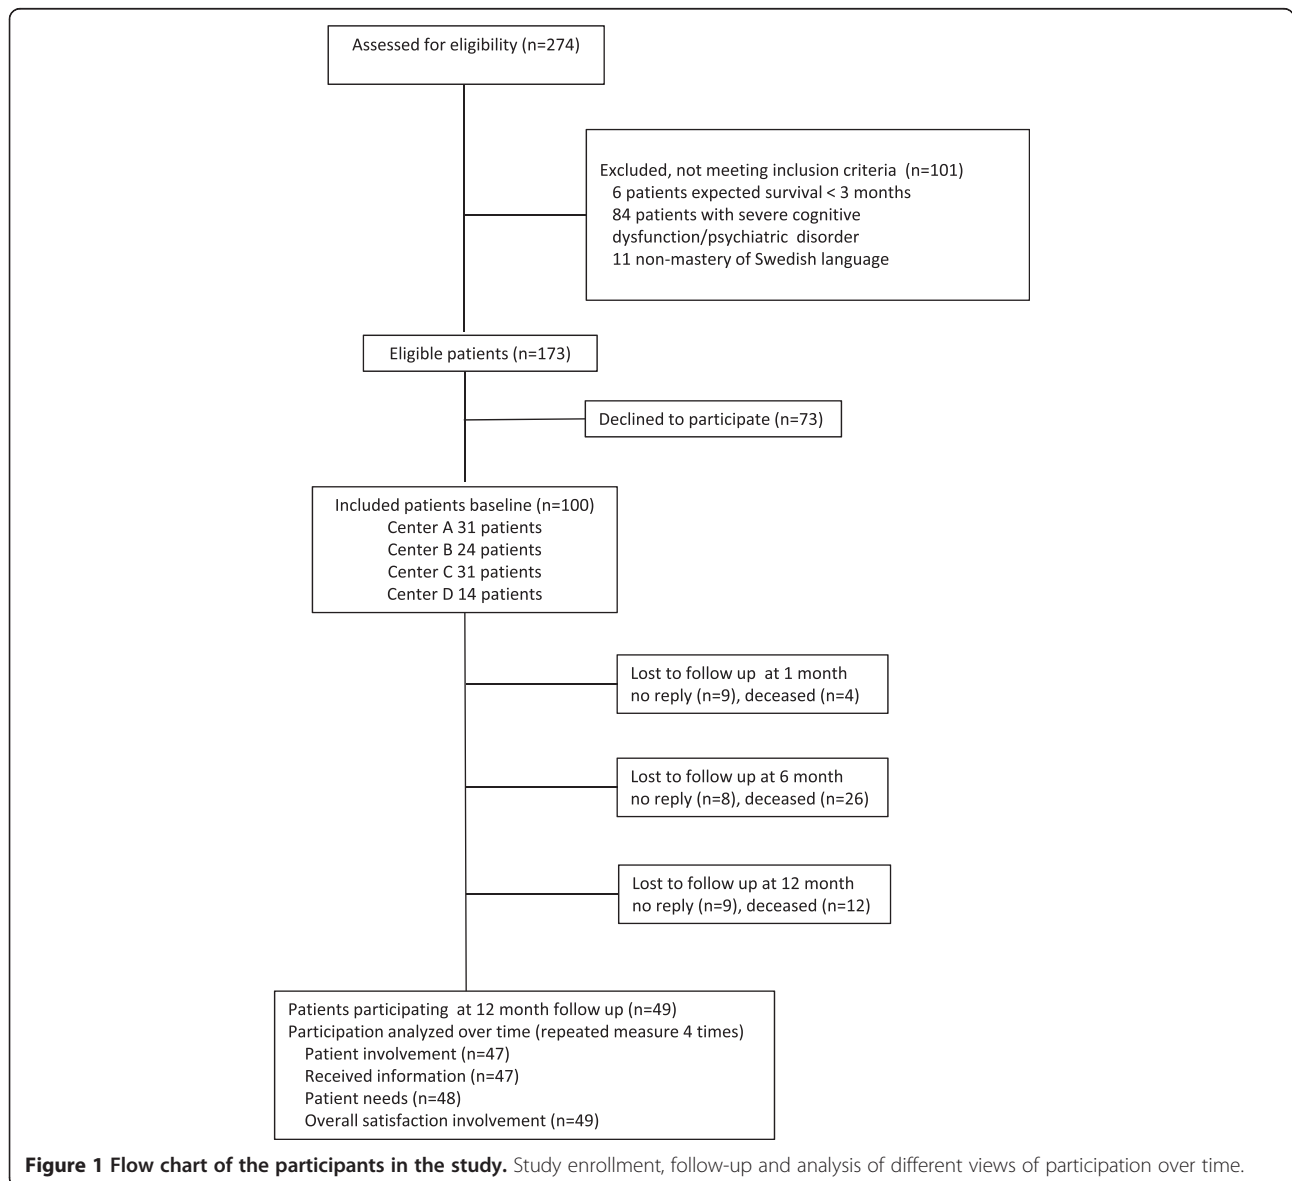 Assessed for eligibility (n=274)
Excluded, not meeting inclusion criteria (n=101)
6 patients expected survival < 3 months
84 patients with severe cognitive
dysfunction/psychiatric disorder
11 non-mastery of Swedish language
Eligible patients (n=173)
Declined to participate (n=73)
Included patients baseline (n=100)
Center A 31 patients
Center B 24 patients
Center C 31 patients
Center D 14 patients
Lost to follow up at 1 month
no reply (n=9), deceased (n=4)
Lost to follow up at 6 month
no reply (n=8), deceased (n=26)
Lost to follow up at 12 month
no reply (n=9), deceased (n=12)
Patients participating at 12 month follow up (n=49)
Participation analyzed over time (repeated measure 4 times)
Patient involvement (n=47)
Received information (n=47)
Patient needs (n=48)
Overall satisfaction involvement (n=49)
Figure 1 Flow chart of the participants in the study. Study enrollment, follow-up and analysis of different views of participation over time.